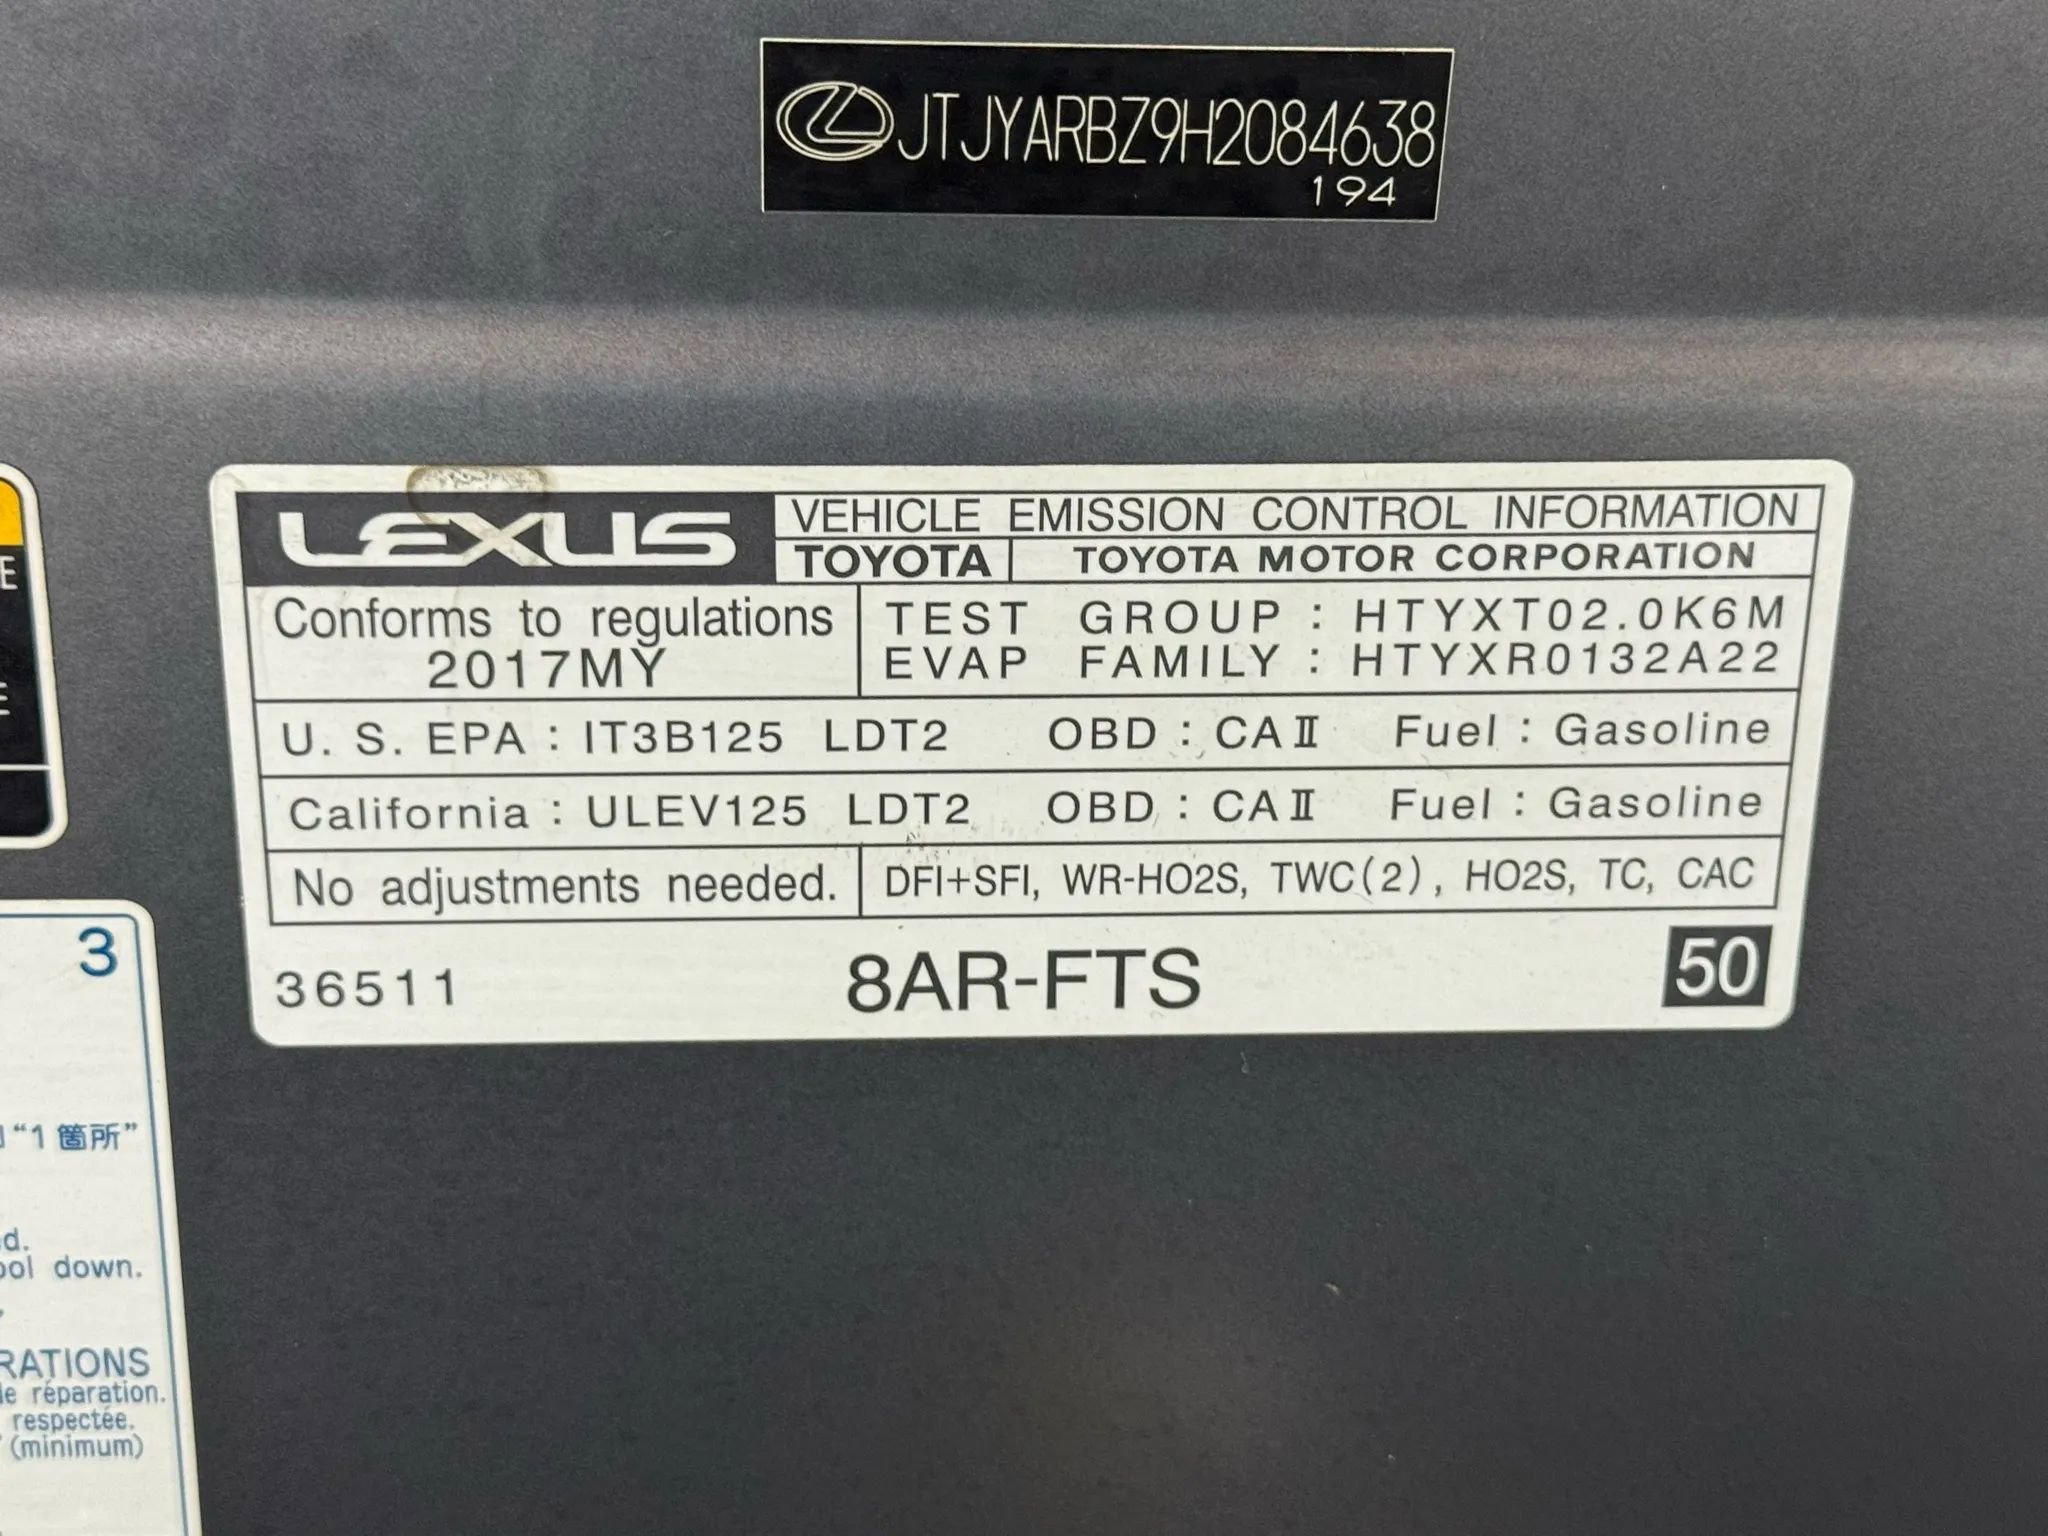 JTJYARBZ9H2084638
194
LEXUS
VEHICLE EMISSION CONTROL INFORMATION
TOYOTA
TOYOTA MOTOR CORPORATION
Conforms to regulations
2017MY
TEST GROUP : HTYXT02.0K6M
EVAP FAMILY : HTYXR0132A22
U. S. EPA : IT3B125 LDT2 OBD : CAⅡ Fuel : Gasoline
California : ULEV125 LDT2 OBD : CAⅡ Fuel : Gasoline
No adjustments needed.
DFI+SFI, WR-HO2S, TWC(2), HO2S, TC, CAC
36511
8AR-FTS
50
E
3
"1 箇所"
down.
réparation.
respectée.
(minimum)